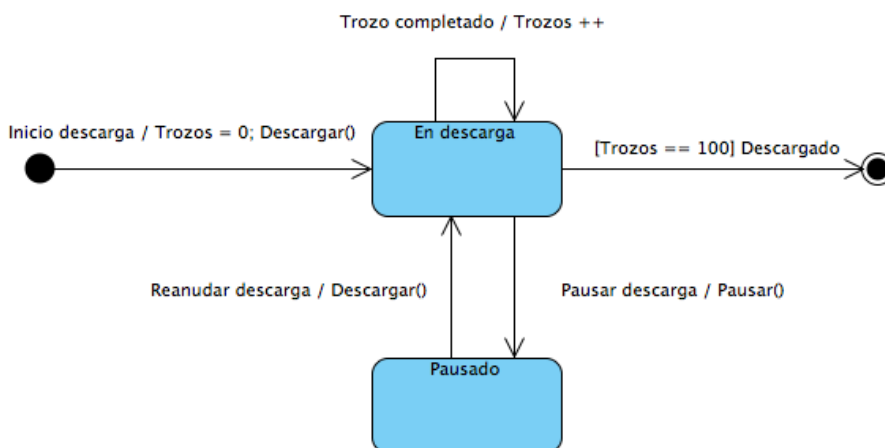 Trozo completado / Trozos ++
Inicio descarga / Trozos = 0; Descargar()
En descarga
[Trozos == 100] Descargado
Reanudar descarga / Descargar()
Pausar descarga / Pausar()
Pausado